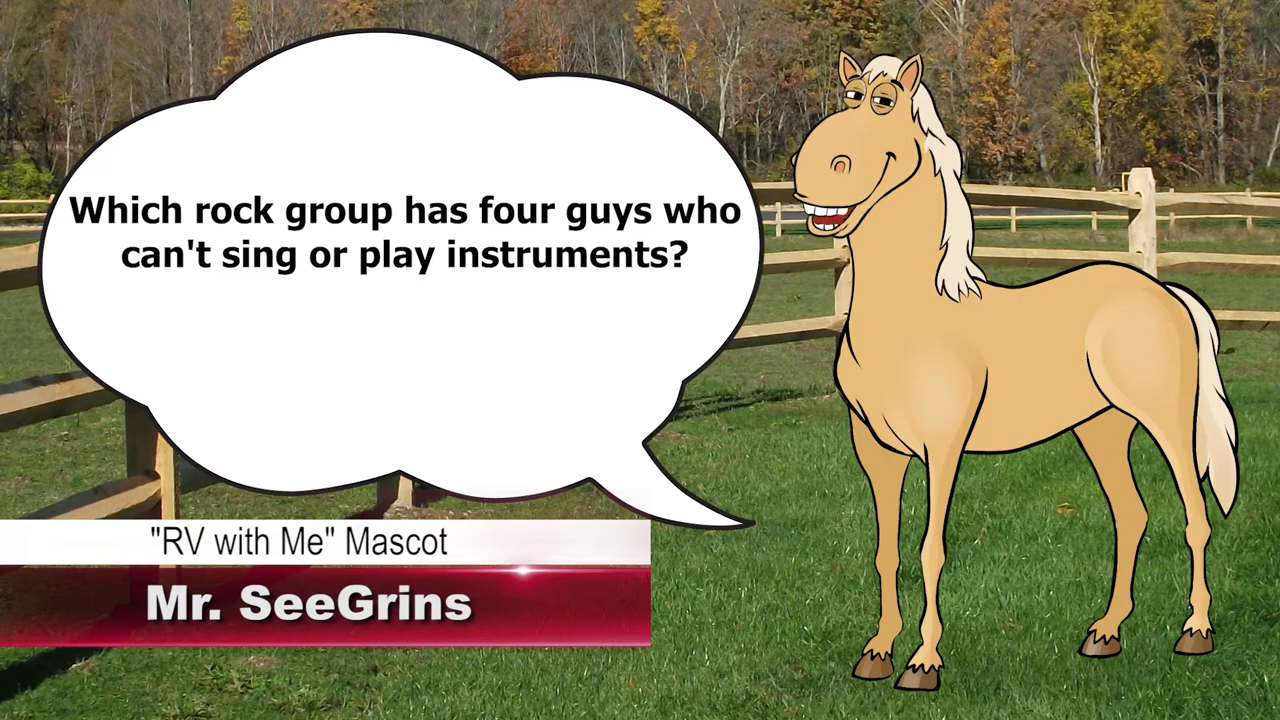 Which rock group has four guys who
can't sing or play instruments?
"RV with Me" Mascot
Mr. SeeGrins